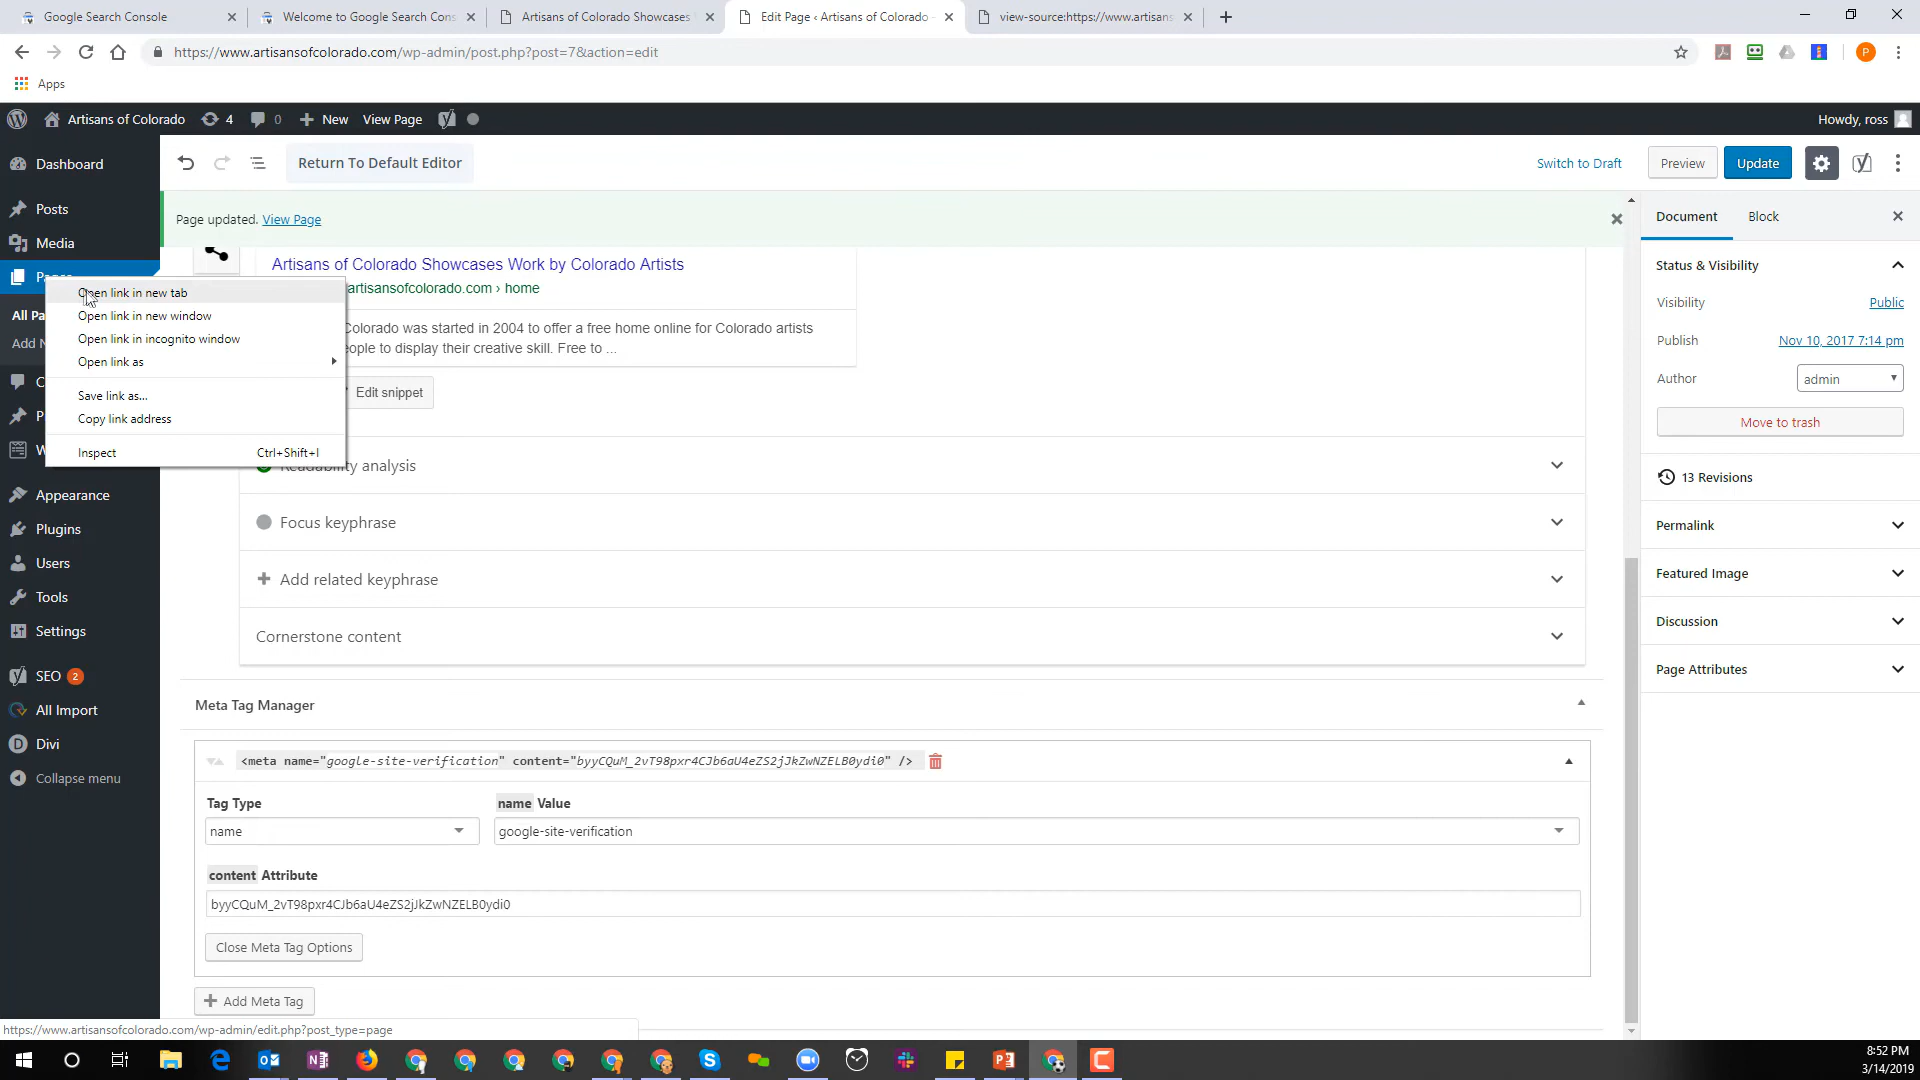 Google Search Console
Welcome to Google Search Cons
Artisans of Colorado Showcases
Edit Page ‹ Artisans of Colorado -
view-source:https://www.artisans
https://www.artisansofcolorado.com/wp-admin/post.php?post=7&action=edit
Apps
Artisans of Colorado
4
0
New
View Page
Howdy, ross
Dashboard
Posts
Media
Open link in new tab
Open link in new window
Open link in incognito window
Open link as
Save link as...
Copy link address
Inspect Ctrl+Shift+I
All Pa
Add N
C
P
W
Appearance
Plugins
Users
Tools
Settings
SEO 2
All Import
Divi
Collapse menu
Return To Default Editor
Switch to Draft
Preview
Update
Page updated. View Page
Artisans of Colorado Showcases Work by Colorado Artists
artisansofcolorado.com › home
Colorado was started in 2004 to offer a free home online for Colorado artists
eople to display their creative skill. Free to ...
Edit snippet
Readability analysis
Focus keyphrase
Add related keyphrase
Cornerstone content
Meta Tag Manager
<meta name="google-site-verification" content="byyCQuM_2vT98pxr4CJb6aU4eZS2jJkZwNZELB0ydi0" />
Tag Type
name Value
name
google-site-verification
content Attribute
byyCQuM_2vT98pxr4CJb6aU4eZS2jJkZwNZELB0ydi0
Close Meta Tag Options
Add Meta Tag
Document
Block
Status & Visibility
Visibility Public
Publish Nov 10, 2017 7:14 pm
Author admin
Move to trash
13 Revisions
Permalink
Featured Image
Discussion
Page Attributes
https://www.artisansofcolorado.com/wp-admin/edit.php?post_type=page
8:52 PM
3/14/2019